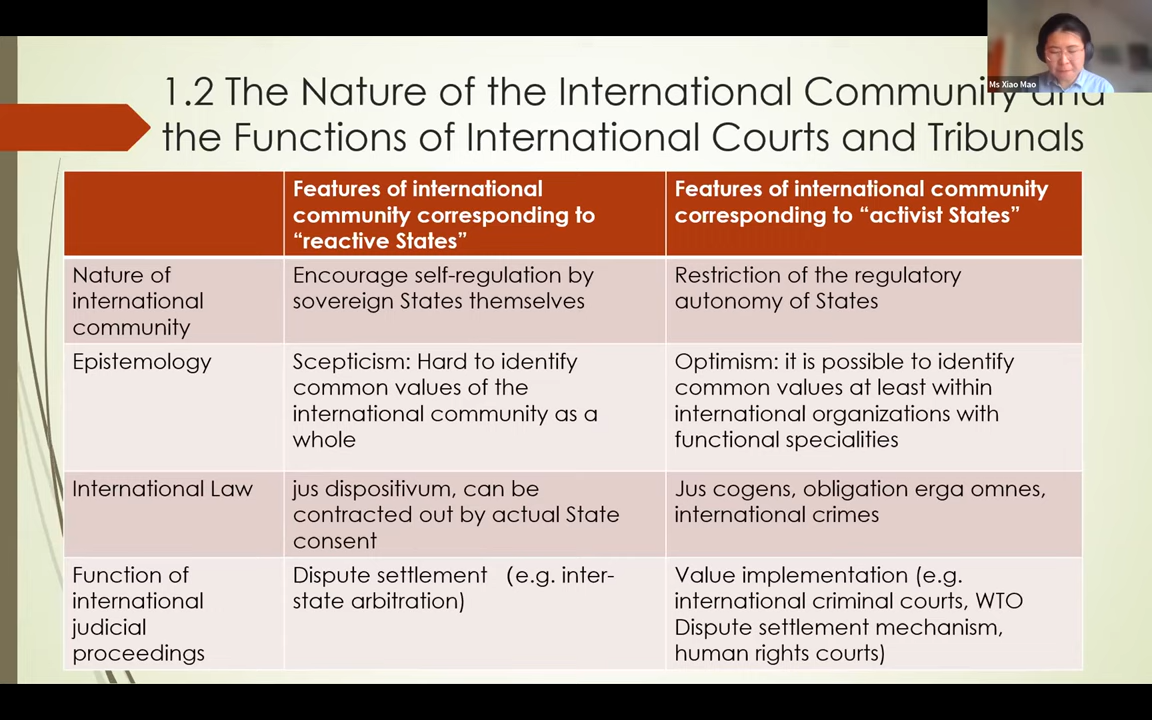 1.2 The Nature of the International Community and
the Functions of International Courts and Tribunals
Ms Xiao Mao
Features of international
community corresponding to
“reactive States”
Features of international community
corresponding to “activist States”
Nature of
international
community
Encourage self-regulation by
sovereign States themselves
Restriction of the regulatory
autonomy of States
Epistemology
Scepticism: Hard to identify
common values of the
international community as a
whole
Optimism: it is possible to identify
common values at least within
international organizations with
functional specialities
International Law
jus dispositivum, can be
contracted out by actual State
consent
Jus cogens, obligation erga omnes,
international crimes
Function of
international
judicial
proceedings
Dispute settlement (e.g. inter-
state arbitration)
Value implementation (e.g.
international criminal courts, WTO
Dispute settlement mechanism,
human rights courts)